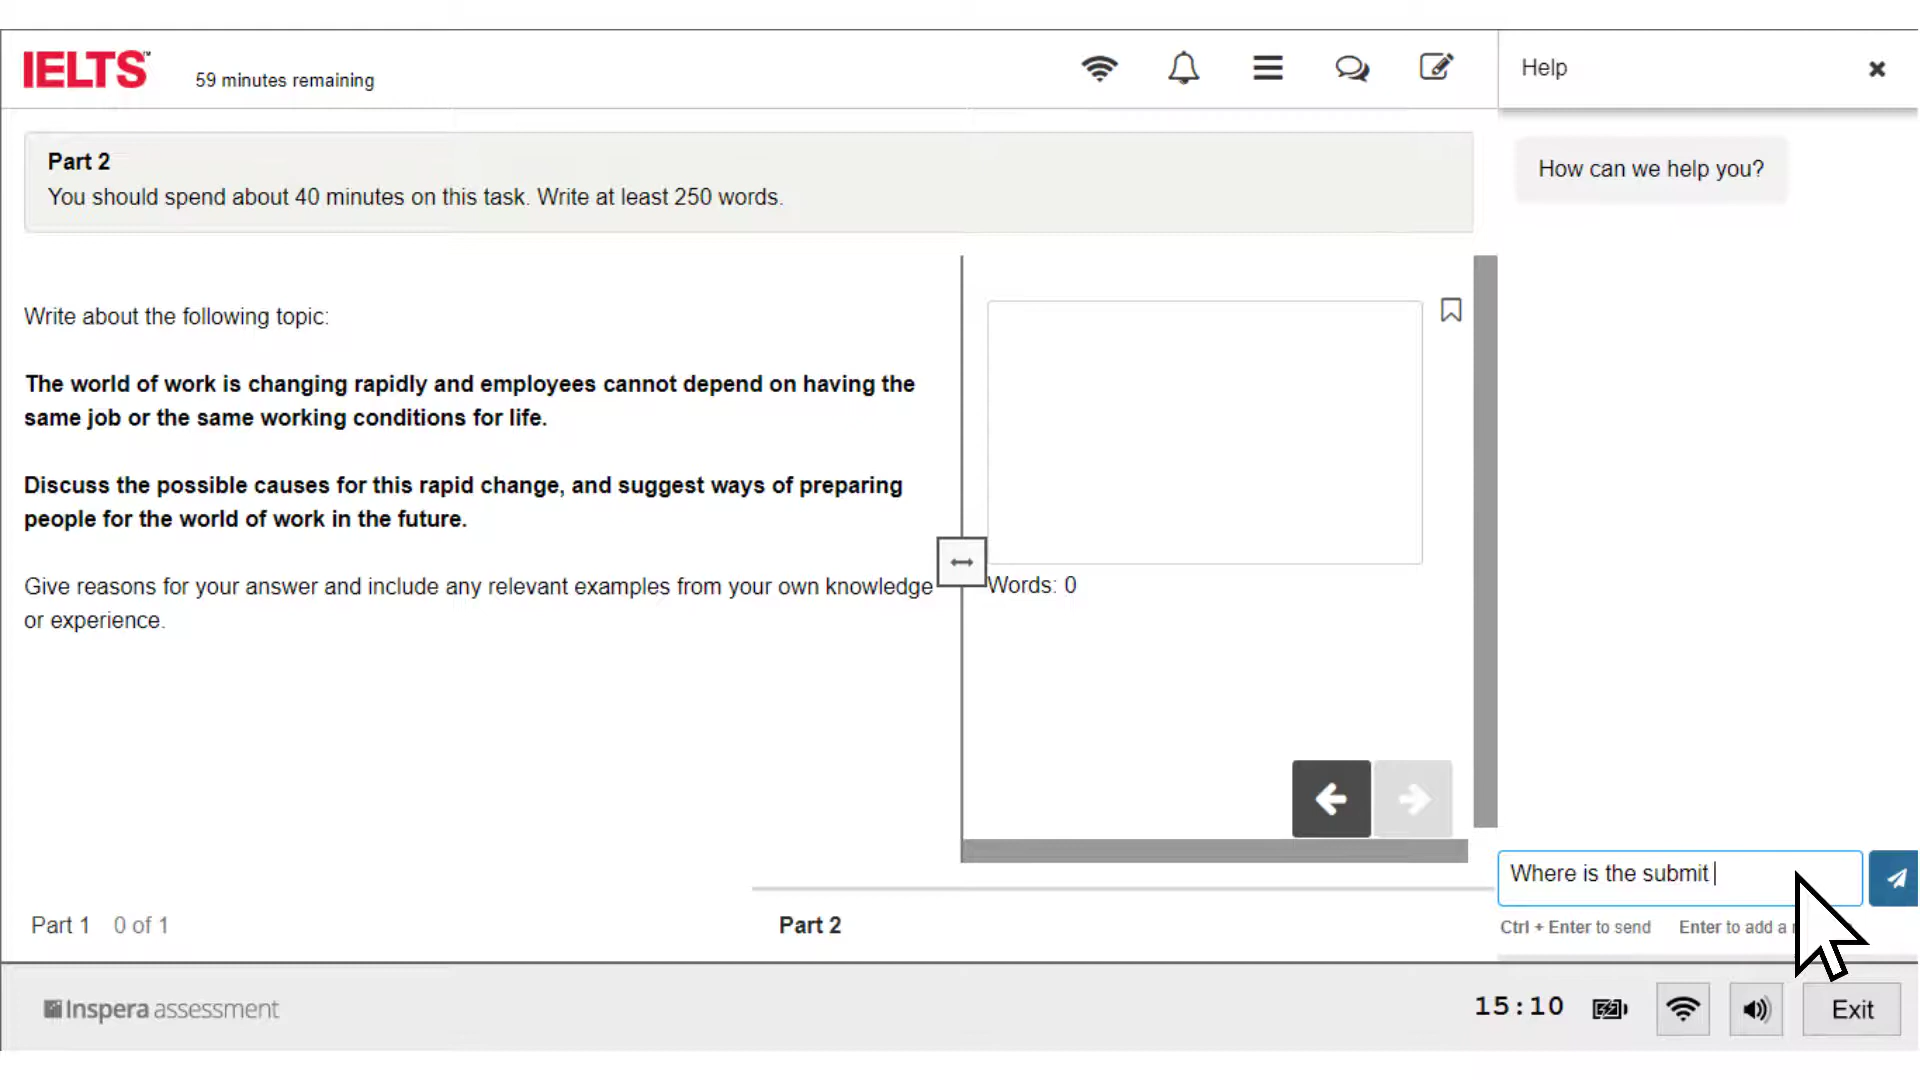 IELTS™
59 minutes remaining
Help
How can we help you?
Part 2
You should spend about 40 minutes on this task. Write at least 250 words.
Write about the following topic:
The world of work is changing rapidly and employees cannot depend on having the
same job or the same working conditions for life.
Discuss the possible causes for this rapid change, and suggest ways of preparing
people for the world of work in the future.
Give reasons for your answer and include any relevant examples from your own knowledge
or experience.
Words: 0
Where is the submit
Ctrl + Enter to send Enter to add a
Part 1 0 of 1
Part 2
Inspera assessment
15:10
Exit